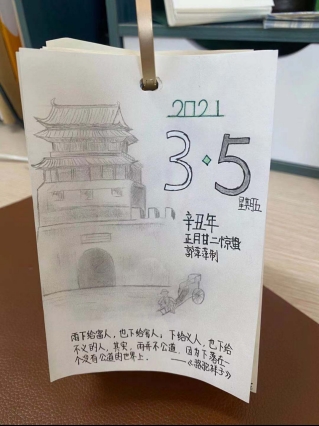 2021
3·5
星期五
辛丑年
正月廿二惊蛰
郭萍萍制
雨下给富人,也下给穷人;下给义人,也下给
不义的人,其实,雨并不公道,因为下落在一
个没有公道的世界上。
——《骆驼祥子》